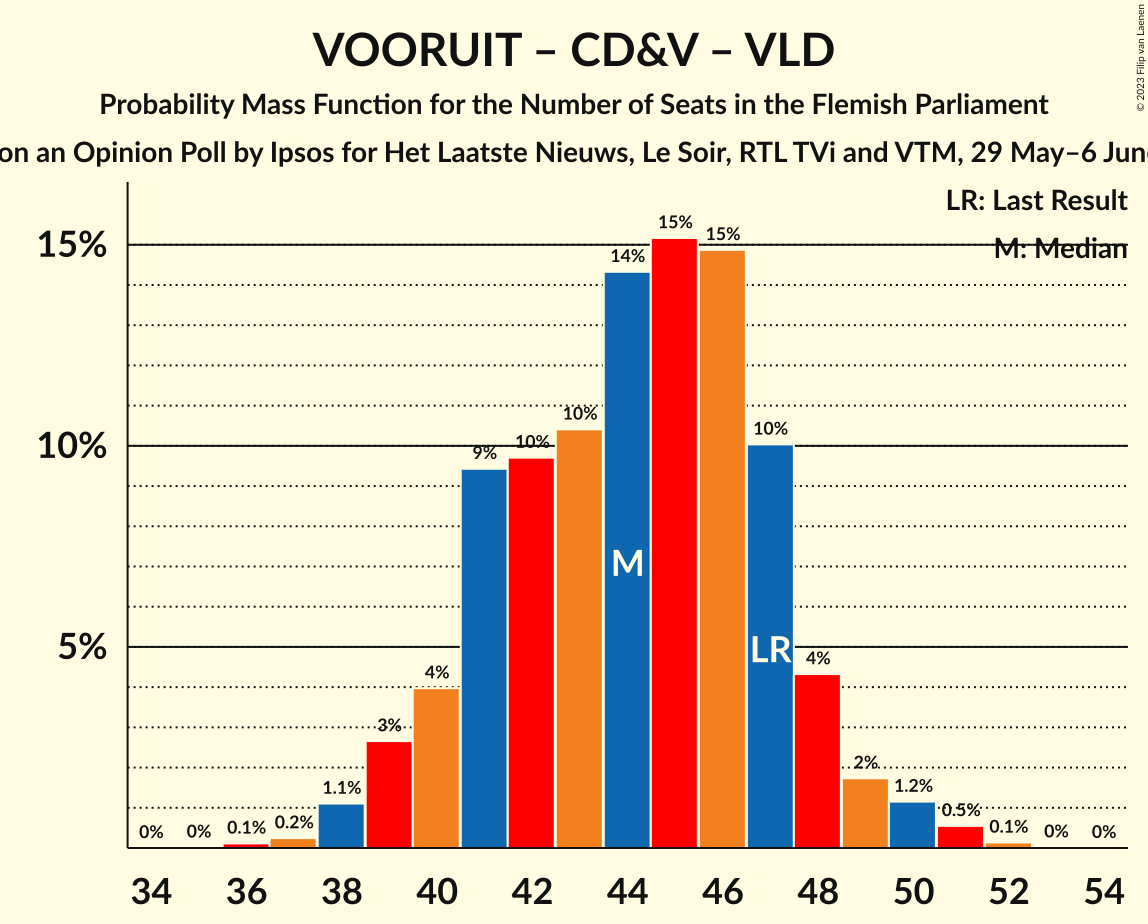 © 2023 Filip van Laenen
VOORUIT – CD&V – VLD
Probability Mass Function for the Number of Seats in the Flemish Parliament
on an Opinion Poll by Ipsos for Het Laatste Nieuws, Le Soir, RTL TVi and VTM, 29 May–6 June
LR: Last Result
M: Median
15%
10%
5%
0% 0% 0.1% 0.2% 1.1% 3% 4% 9% 10% 10% 14% 15% 15% 10% 4% 2% 1.2% 0.5% 0.1% 0% 0%
M
LR
34 36 38 40 42 44 46 48 50 52 54